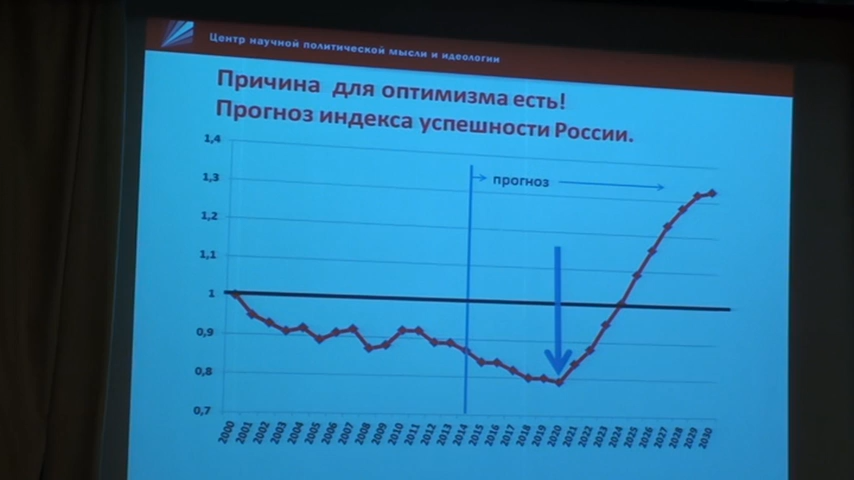 Центр научной политической мысли и идеологии
Причина для оптимизма есть!
Прогноз индекса успешности России.
1,4
1,3
1,2
1,1
1
0,9
0,8
0,7
прогноз
2000 2001 2002 2003 2004 2005 2006 2007 2008 2009 2010 2011 2012 2013 2014 2015 2016 2017 2018 2019 2020 2021 2022 2023 2024 2025 2026 2027 2028 2029 2030